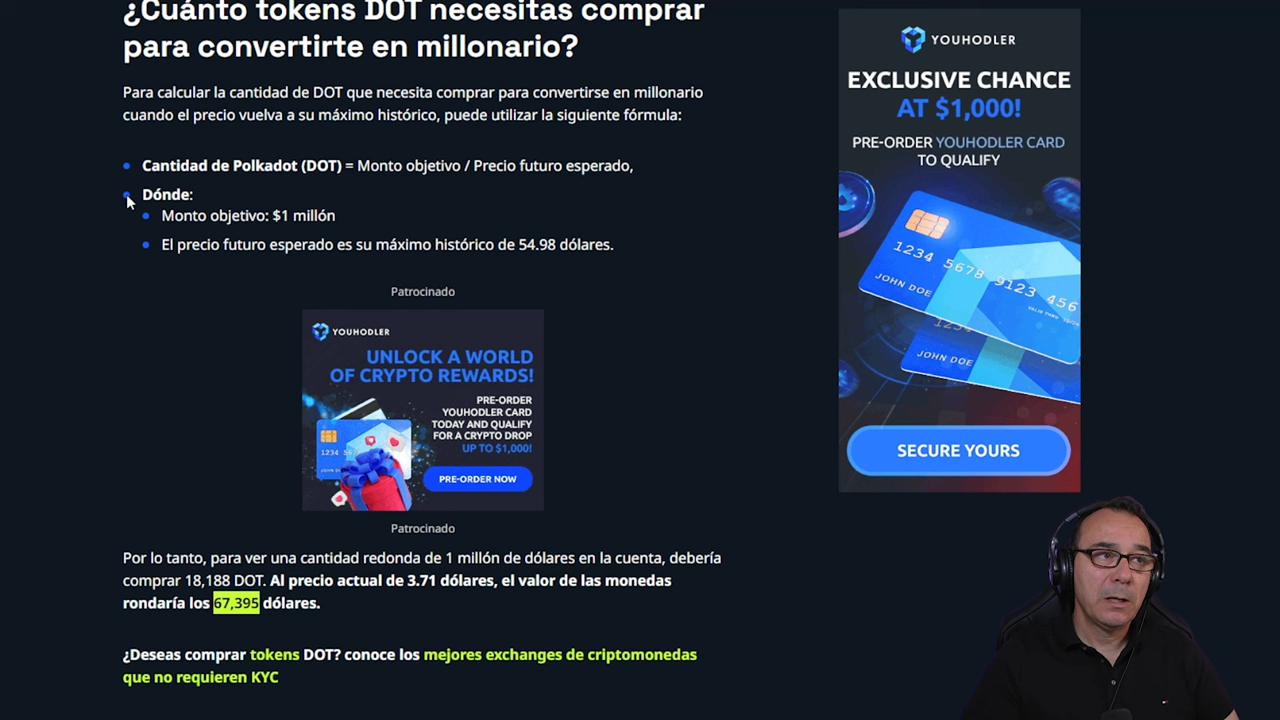 ¿Cuánto tokens DOT necesitas comprar
para convertirte en millonario?
Para calcular la cantidad de DOT que necesita comprar para convertirse en millonario
cuando el precio vuelva a su máximo histórico, puede utilizar la siguiente fórmula:
Cantidad de Polkadot (DOT) = Monto objetivo / Precio futuro esperado,
Dónde:
Monto objetivo: $1 millón
El precio futuro esperado es su máximo histórico de 54.98 dólares.
Patrocinado
YOUHODLER
UNLOCK A WORLD
OF CRYPTO REWARDS!
PRE-ORDER
YOUHODLER CARD
TODAY AND QUALIFY
FOR A CRYPTO DROP
UP TO $1,000!
PRE-ORDER NOW
1234 56
Patrocinado
Por lo tanto, para ver una cantidad redonda de 1 millón de dólares en la cuenta, debería
comprar 18,188 DOT. Al precio actual de 3.71 dólares, el valor de las monedas
rondaría los 67,395 dólares.
¿Deseas comprar tokens DOT? conoce los mejores exchanges de criptomonedas
que no requieren KYC
YOUHODLER
EXCLUSIVE CHANCE
AT $1,000!
PRE-ORDER YOUHODLER CARD
TO QUALIFY
1234 5678 9123 456
JOHN DOE
JOHN DOE
SECURE YOURS